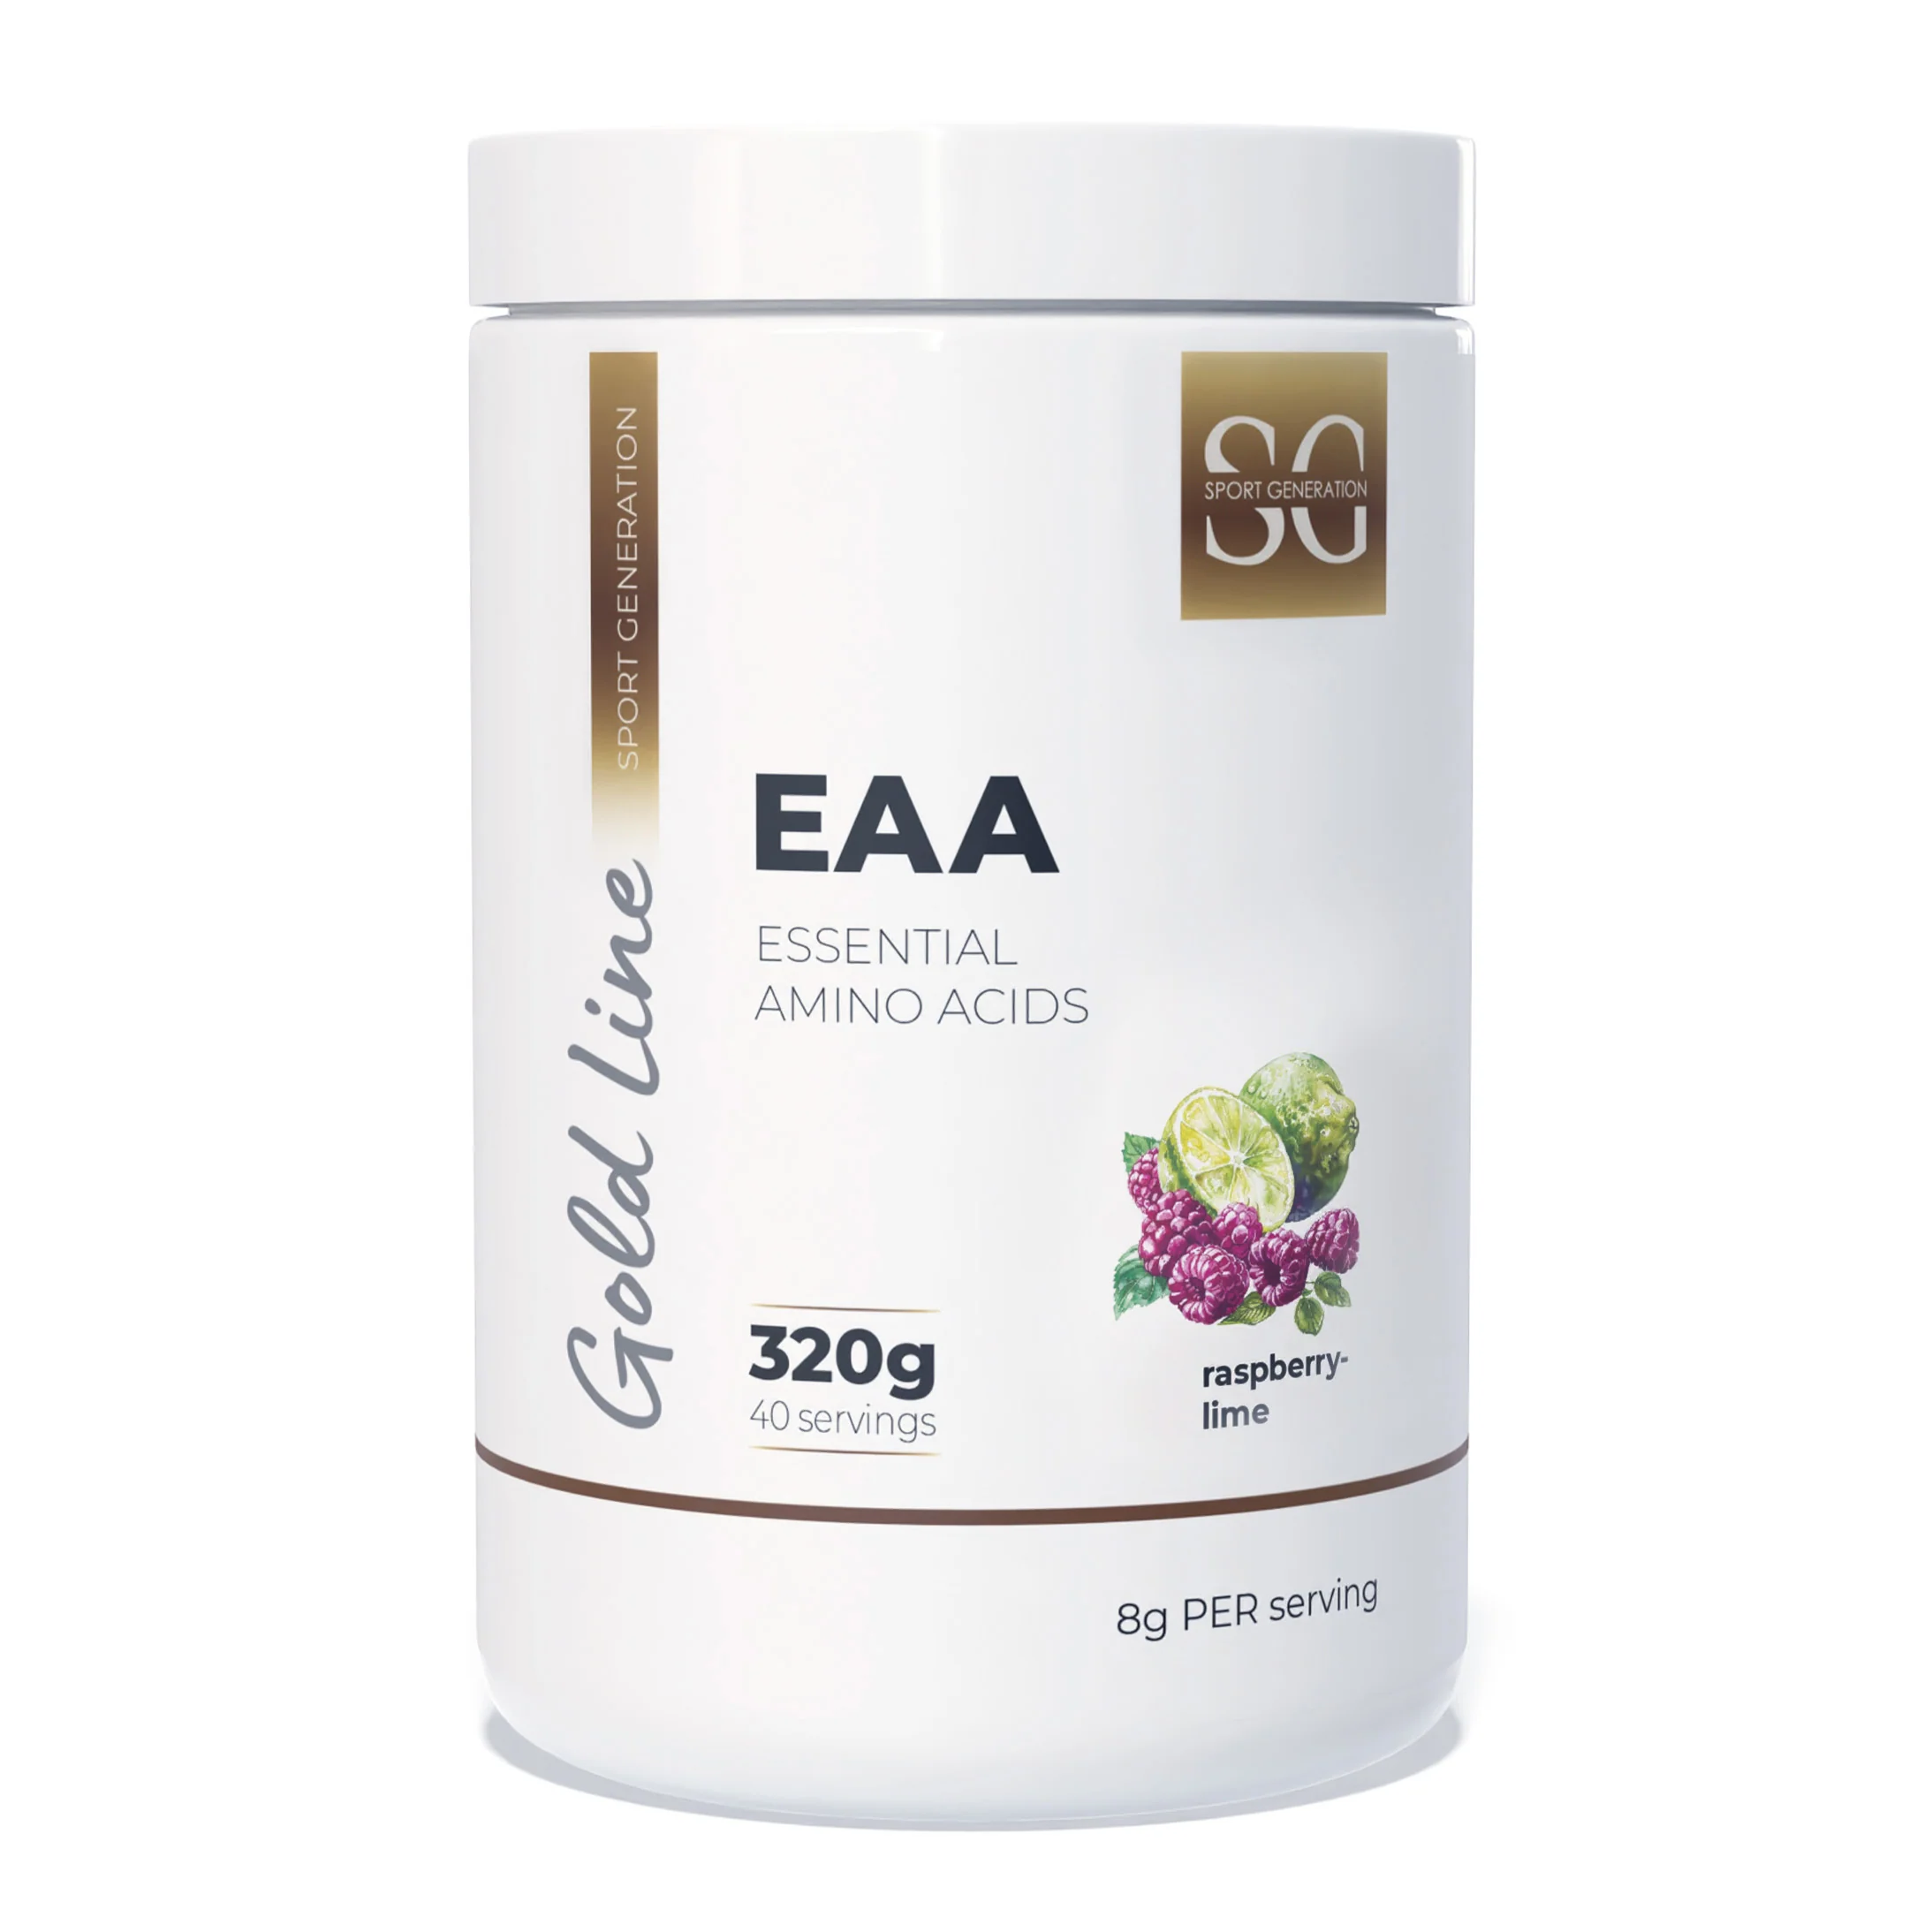 SPORT GENERATION
Gold Line
SG
SPORT GENERATION
EAA
ESSENTIAL
AMINO ACIDS
320g
40 servings
raspberry-
lime
8g PER serving